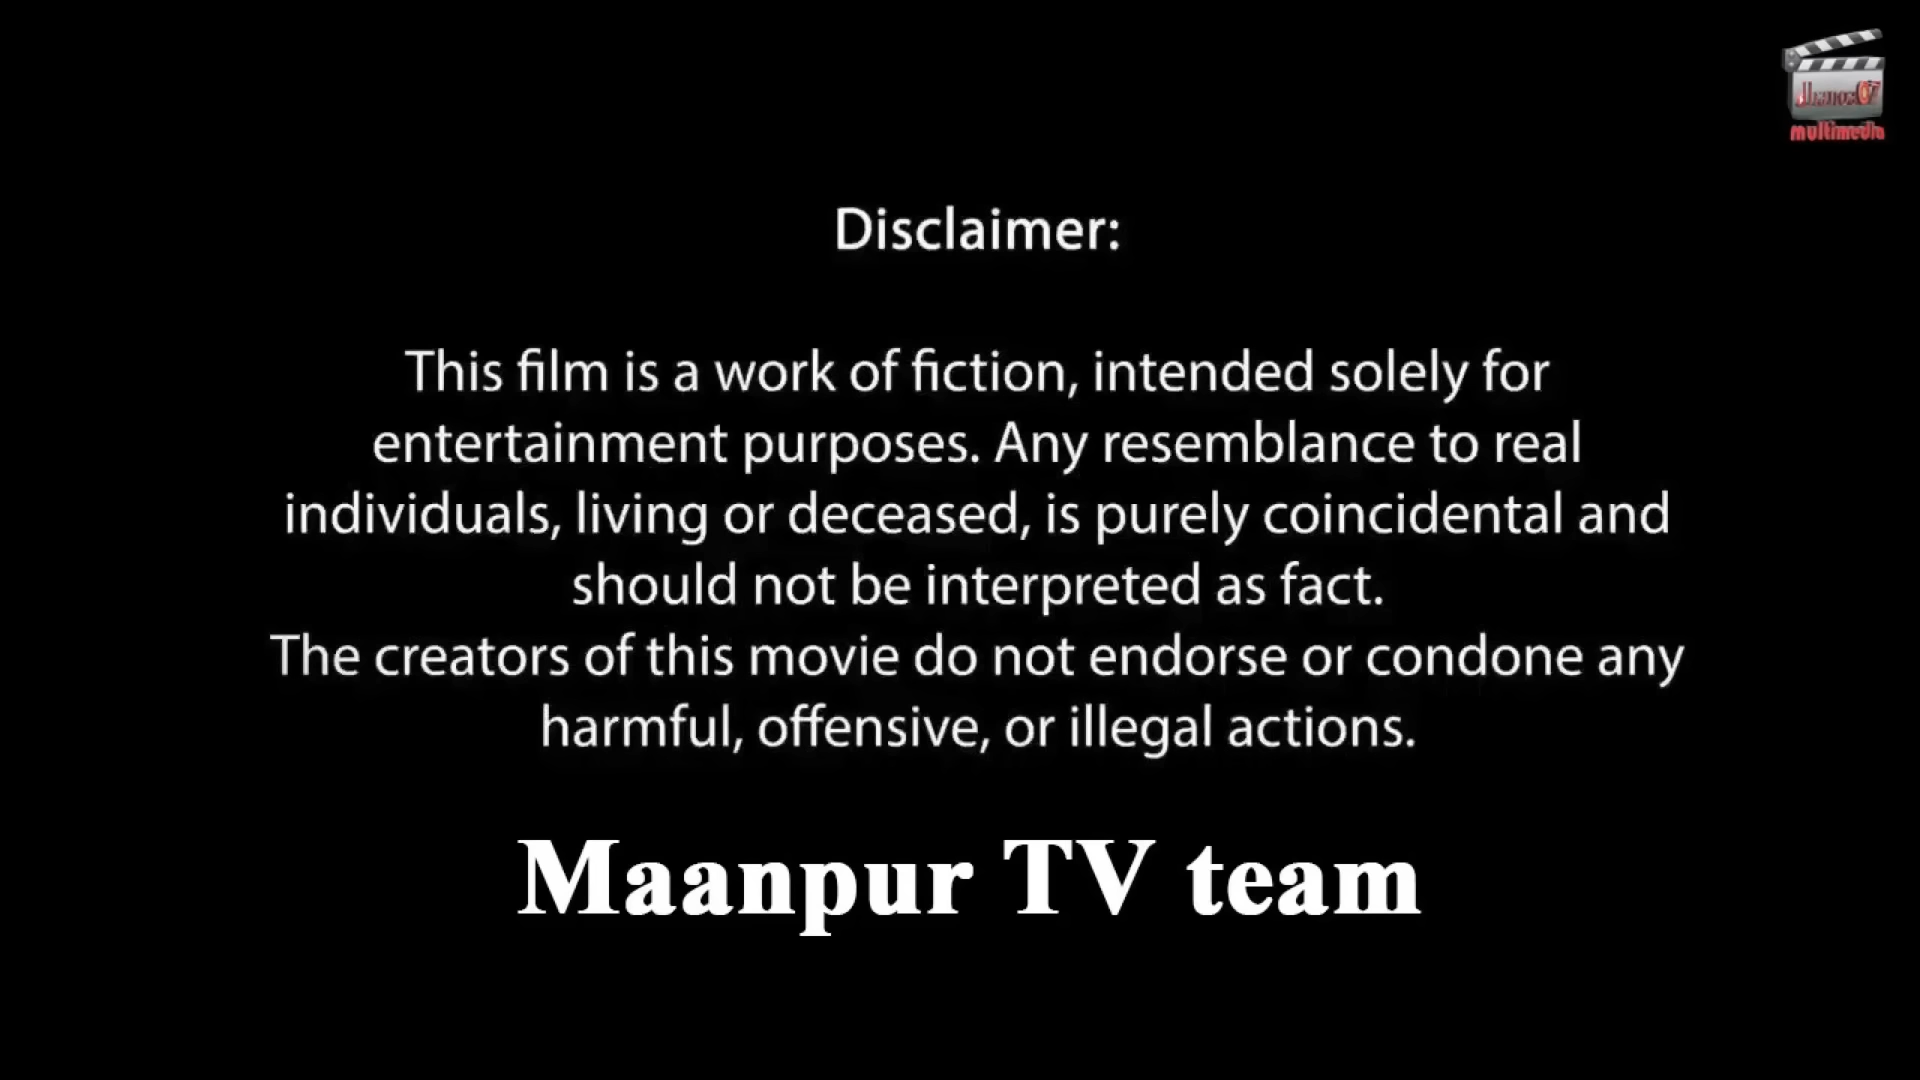 multimedia
Disclaimer:
This film is a work of fiction, intended solely for
entertainment purposes. Any resemblance to real
individuals, living or deceased, is purely coincidental and
should not be interpreted as fact.
The creators of this movie do not endorse or condone any
harmful, offensive, or illegal actions.
Maanpur TV team